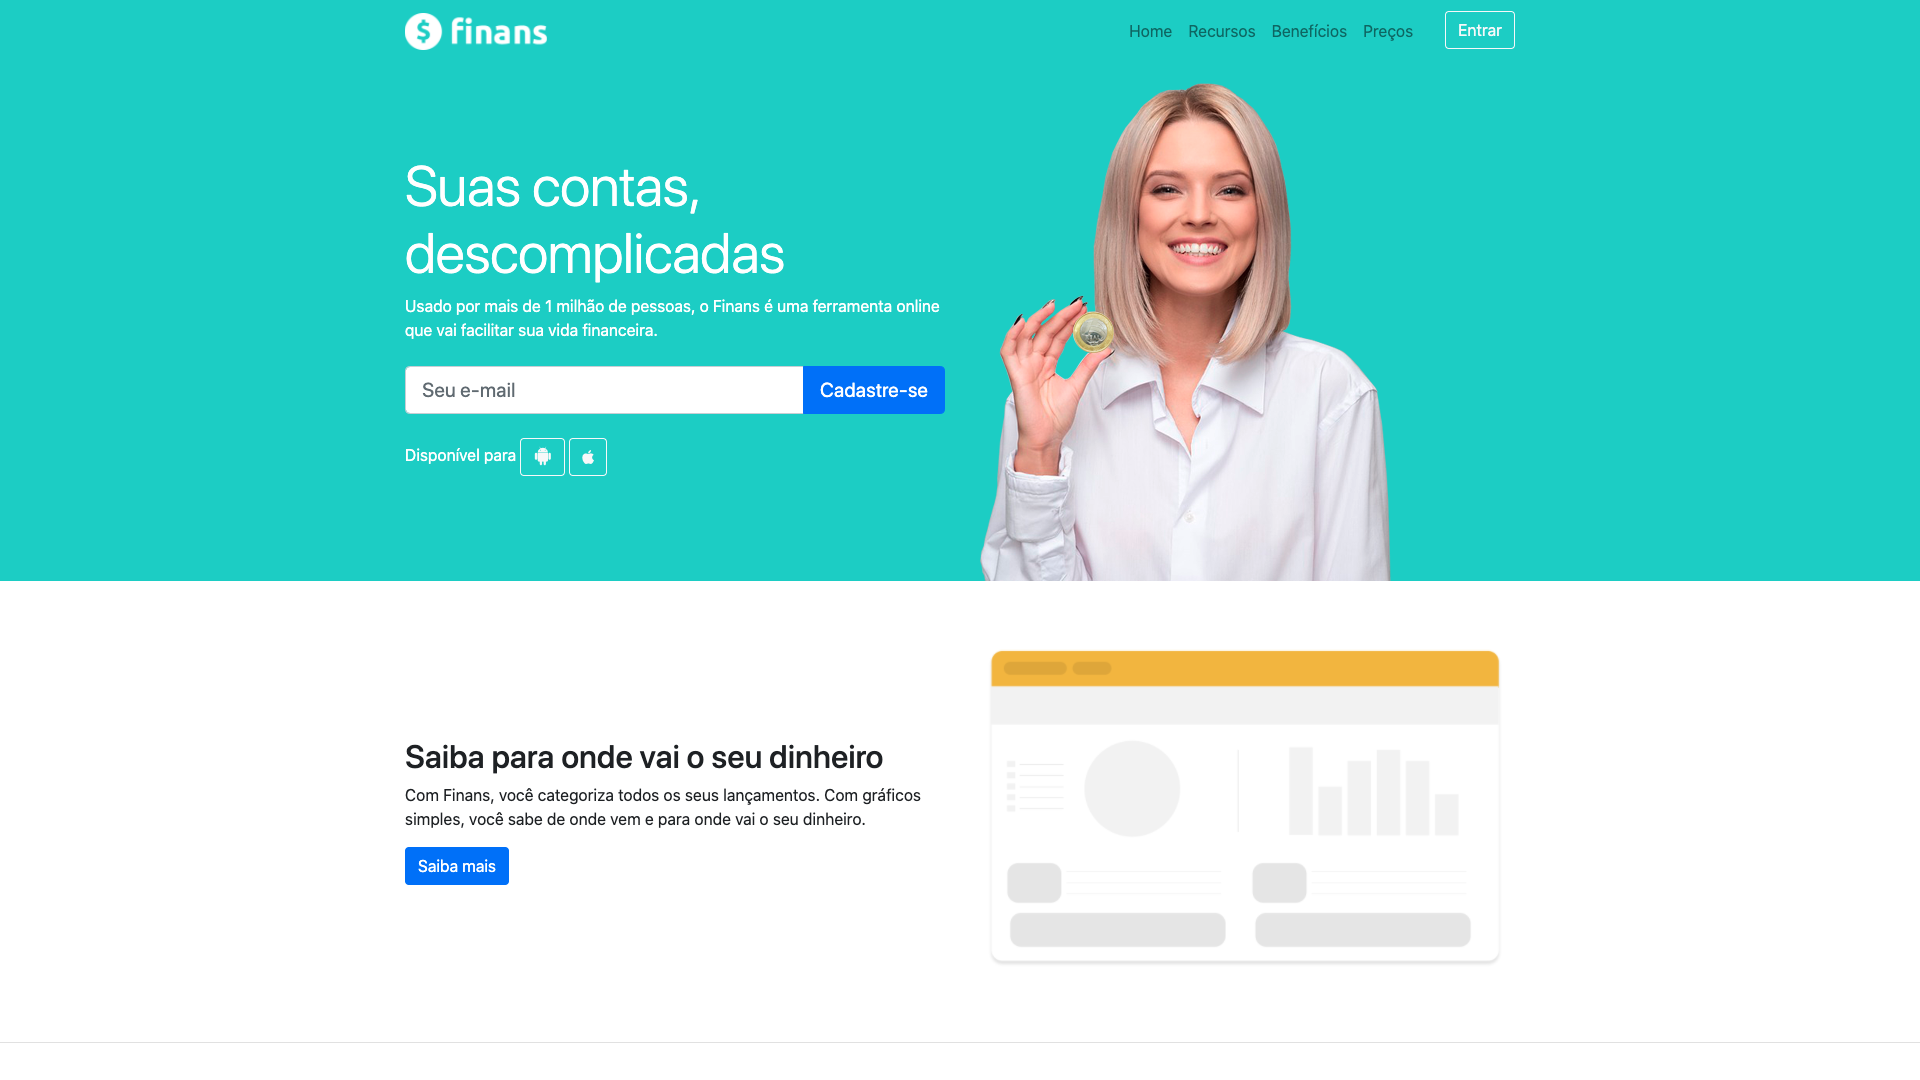 finans
Home Recursos Benefícios Preços Entrar
Suas contas,
descomplicadas
Usado por mais de 1 milhão de pessoas, o Finans é uma ferramenta online
que vai facilitar sua vida financeira.
Seu e-mail Cadastre-se
Disponível para
Saiba para onde vai o seu dinheiro
Com Finans, você categoriza todos os seus lançamentos. Com gráficos
simples, você sabe de onde vem e para onde vai o seu dinheiro.
Saiba mais